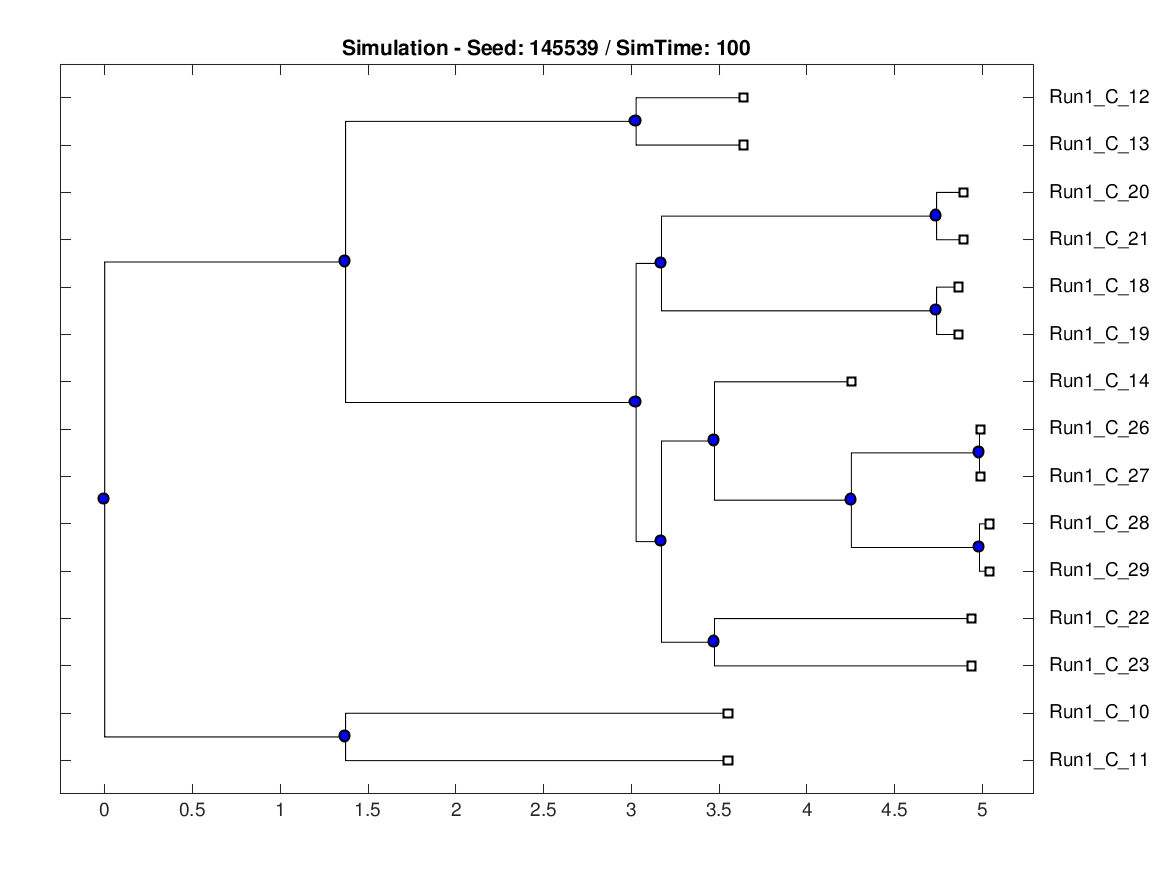 Simulation - Seed: 145539 / SimTime: 100
Run1_C_12
Run1_C_13
Run1_C_20
Run1_C_21
Run1_C_18
Run1_C_19
Run1_C_14
Run1_C_26
Run1_C_27
Run1_C_28
Run1_C_29
Run1_C_22
Run1_C_23
Run1_C_10
Run1_C_11
0 0.5 1 1.5 2 2.5 3 3.5 4 4.5 5